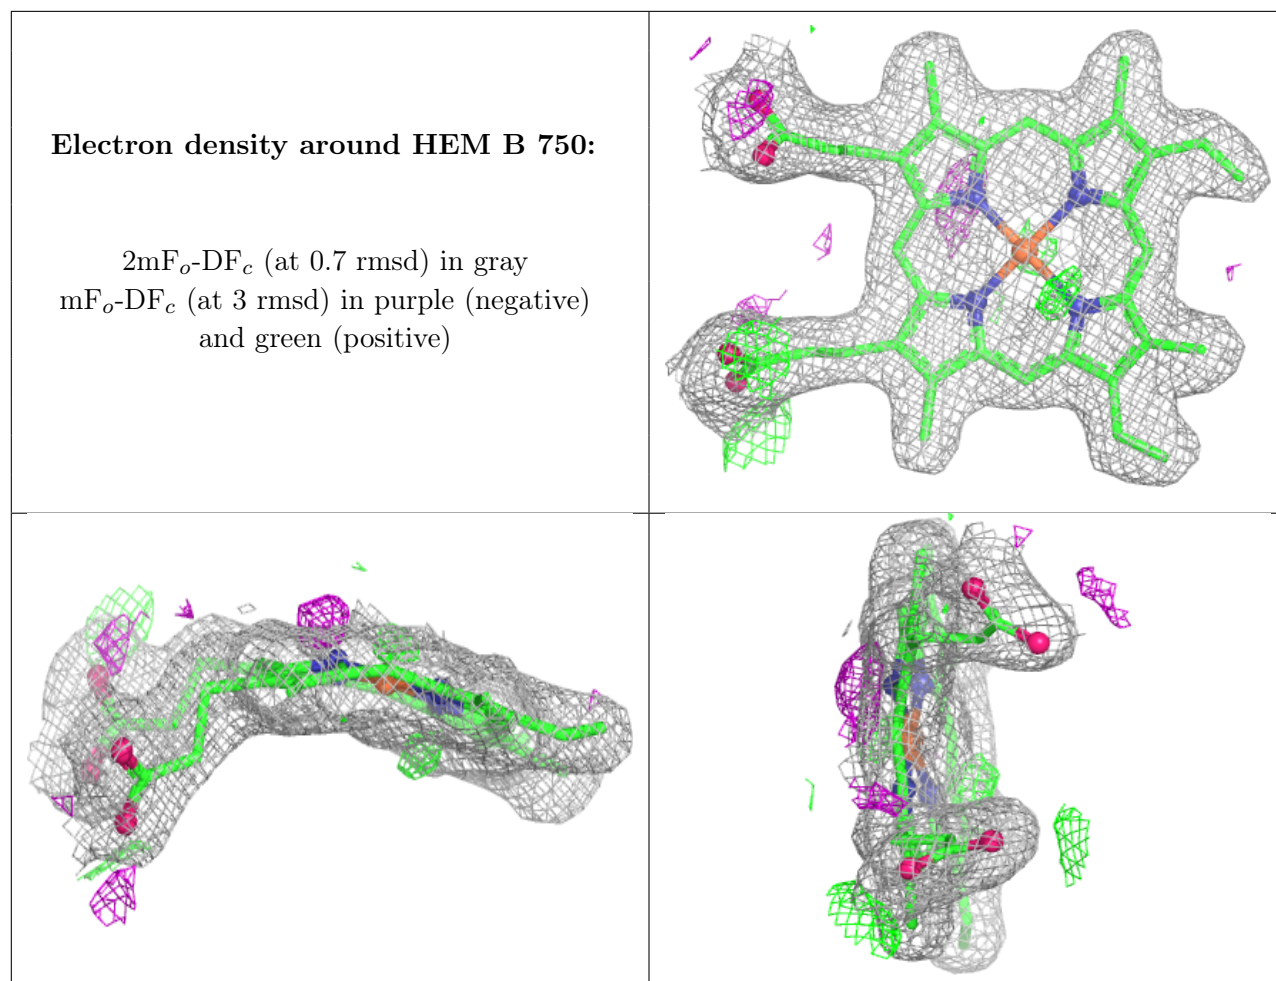 Electron density around HEM B 750:
2mFₒ-DF𝒸 (at 0.7 rmsd) in gray
mFₒ-DF𝒸 (at 3 rmsd) in purple (negative)
and green (positive)